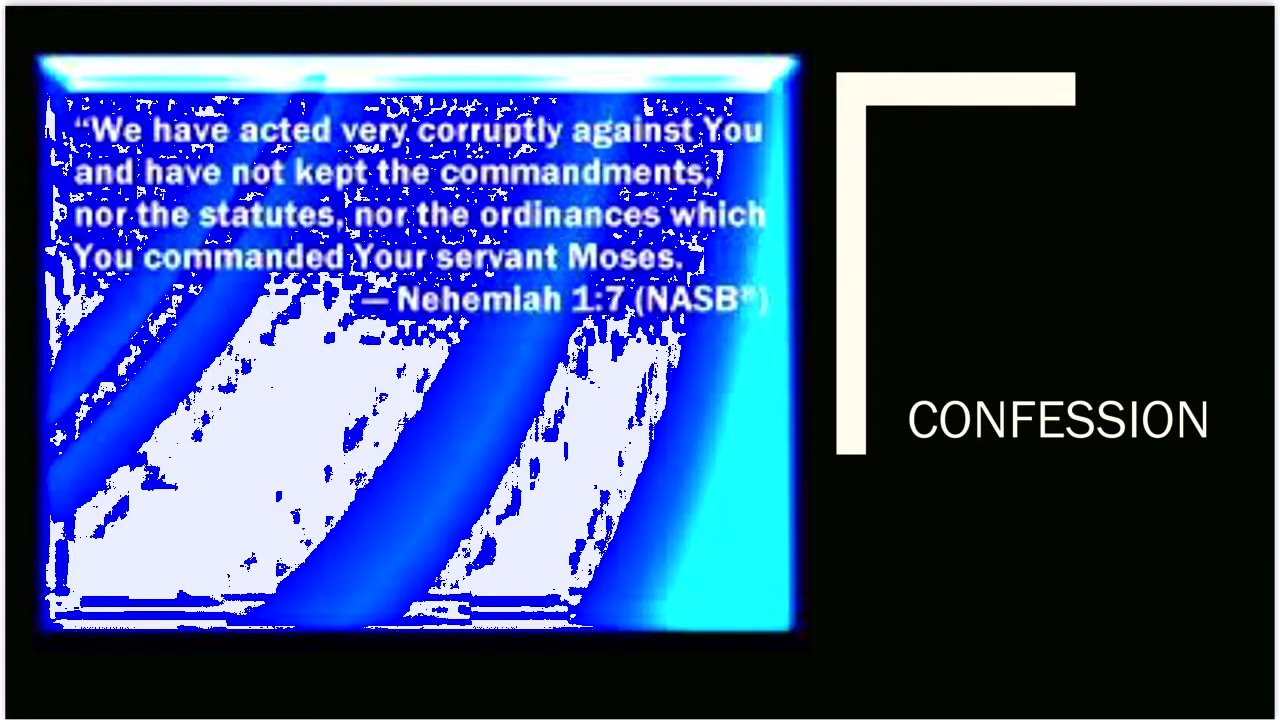 “We have acted very corruptly against You
and have not kept the commandments,
nor the statutes, nor the ordinances which
You commanded Your servant Moses.
— Nehemiah 1:7 (NASB®)
CONFESSION